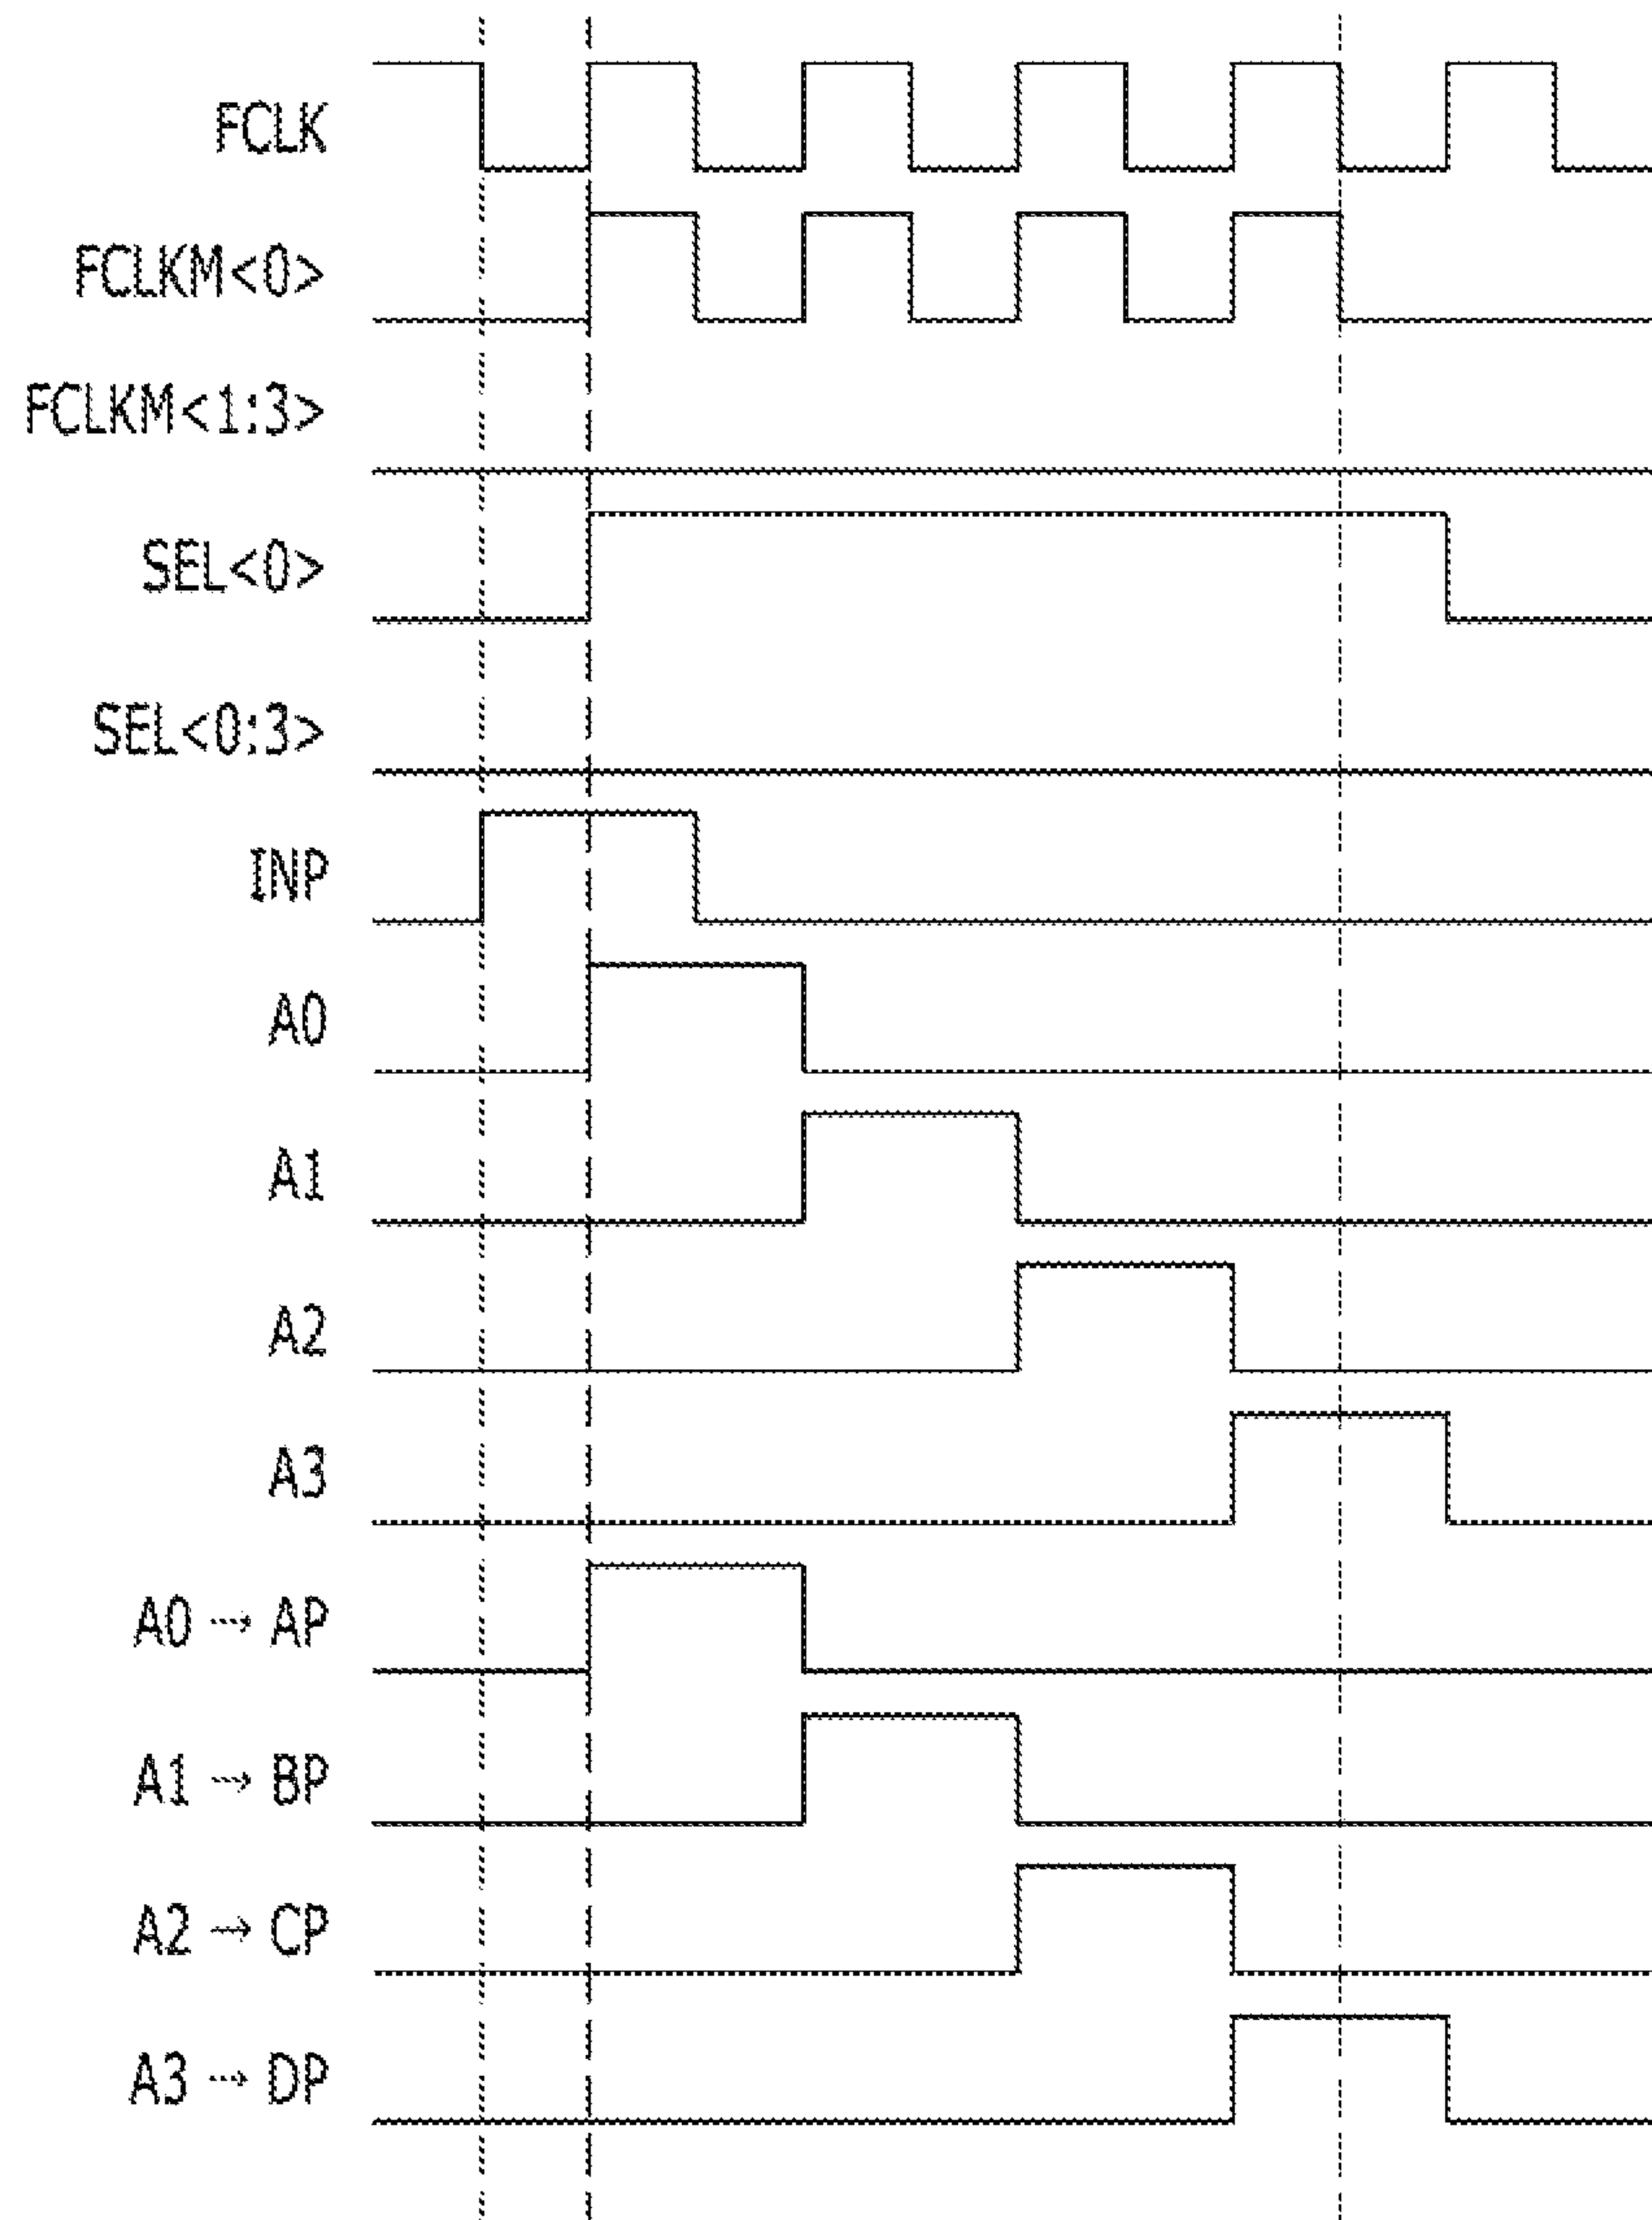 FCLK
FCLKM<0>
FCLKM<1:3>
SEL<0>
SEL<0:3>
INP
A0
A1
A2
A3
A0 → AP
A1 → BP
A2 → CP
A3 → DP